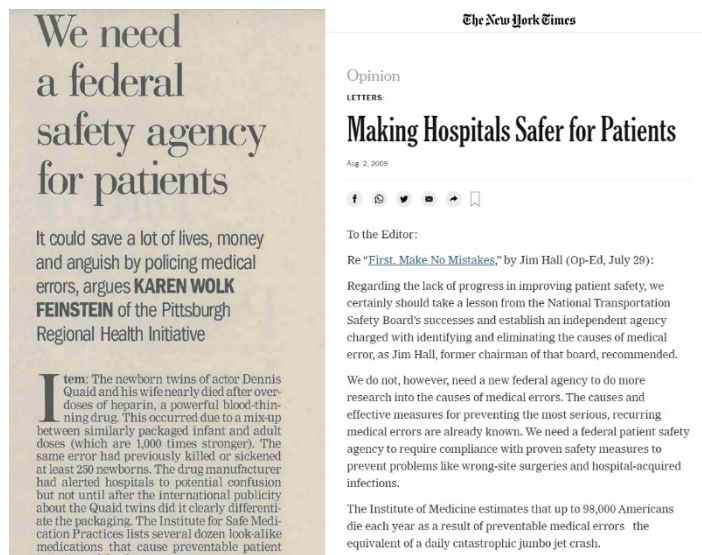 We need
a federal
safety agency
for patients
It could save a lot of lives, money
and anguish by policing medical
errors, argues KAREN WOLK
FEINSTEIN of the Pittsburgh
Regional Health Initiative
Item: The newborn twins of actor Dennis
Quaid and his wife nearly died after over-
doses of heparin, a powerful blood-thin-
ning drug. This occurred due to a mix-up
between similarly packaged infant and adult
doses (which are 1,000 times stronger). The
same error had previously killed or sickened
at least 250 newborns. The drug manufacturer
had alerted hospitals to potential confusion
but not until after the international publicity
about the Quaid twins did it clearly differenti-
ate the packaging. The Institute for Safe Medi-
cation Practices lists several dozen look-alike
medications that cause preventable patient
The New York Times
Opinion
LETTERS
Making Hospitals Safer for Patients
Aug. 2, 2009
To the Editor:
Re “First, Make No Mistakes,” by Jim Hall (Op-Ed, July 29):
Regarding the lack of progress in improving patient safety, we
certainly should take a lesson from the National Transportation
Safety Board’s successes and establish an independent agency
charged with identifying and eliminating the causes of medical
error, as Jim Hall, former chairman of that board, recommended.
We do not, however, need a new federal agency to do more
research into the causes of medical errors. The causes and
effective measures for preventing the most serious, recurring
medical errors are already known. We need a federal patient safety
agency to require compliance with proven safety measures to
prevent problems like wrong-site surgeries and hospital-acquired
infections.
The Institute of Medicine estimates that up to 98,000 Americans
die each year as a result of preventable medical errors the
equivalent of a daily catastrophic jumbo jet crash.